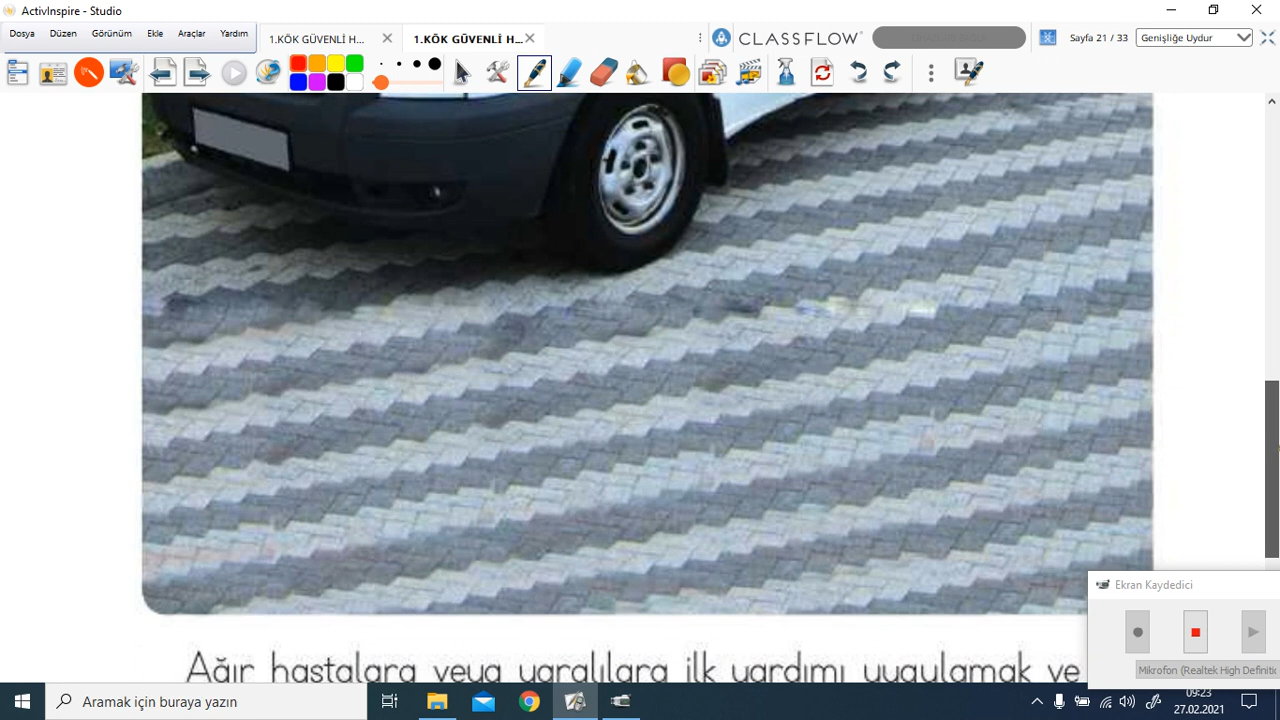 ActivInspire - Studio
Dosya Düzen Görünüm Ekle Araçlar Yardım
1.KÖK GÜVENLİ H...
1.KÖK GÜVENLİ H...
CLASSFLOW
Sayfa 21 / 33
Genişliğe Uydur
Ekran Kaydedici
Mikrofon (Realtek High Definitic
Ağır hastalara veya yaralılara ilk yardımı uygulamak ve
Aramak için buraya yazın
09:23
27.02.2021